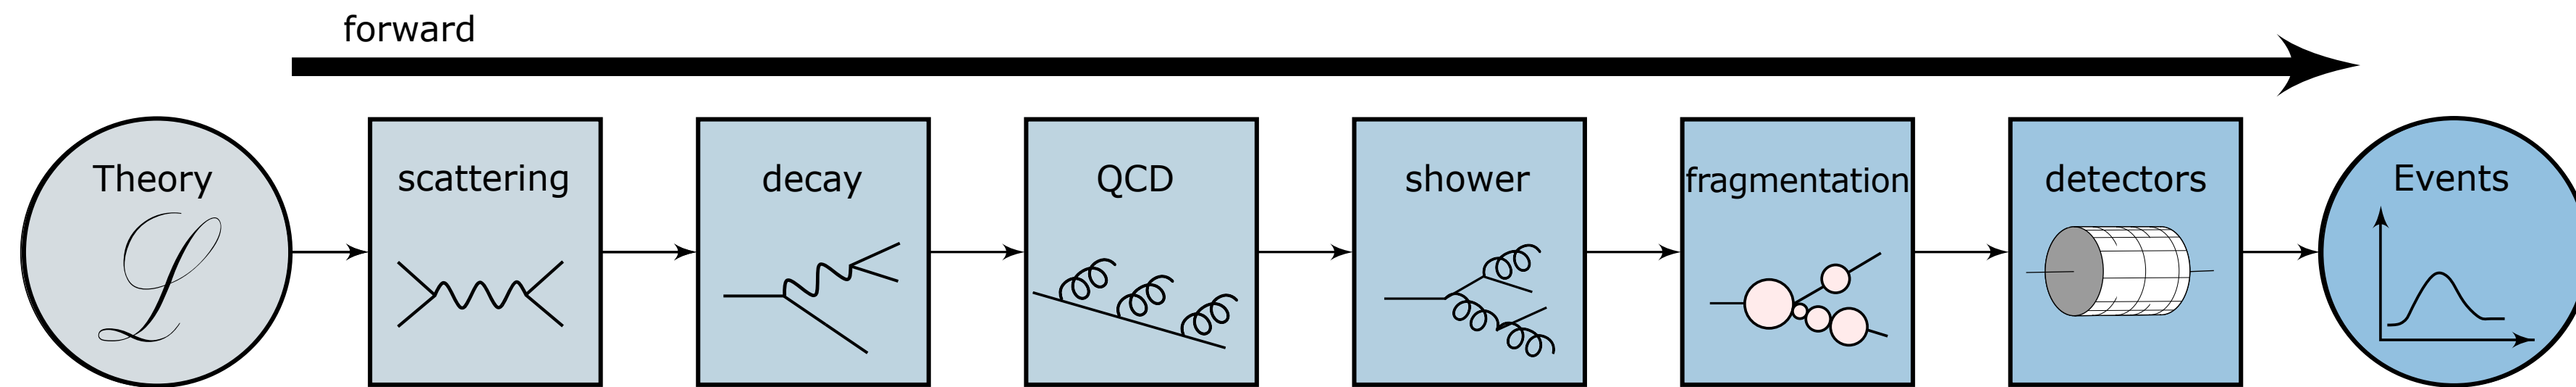 forward
Theory
ℒ
scattering
decay
QCD
shower
fragmentation
detectors
Events